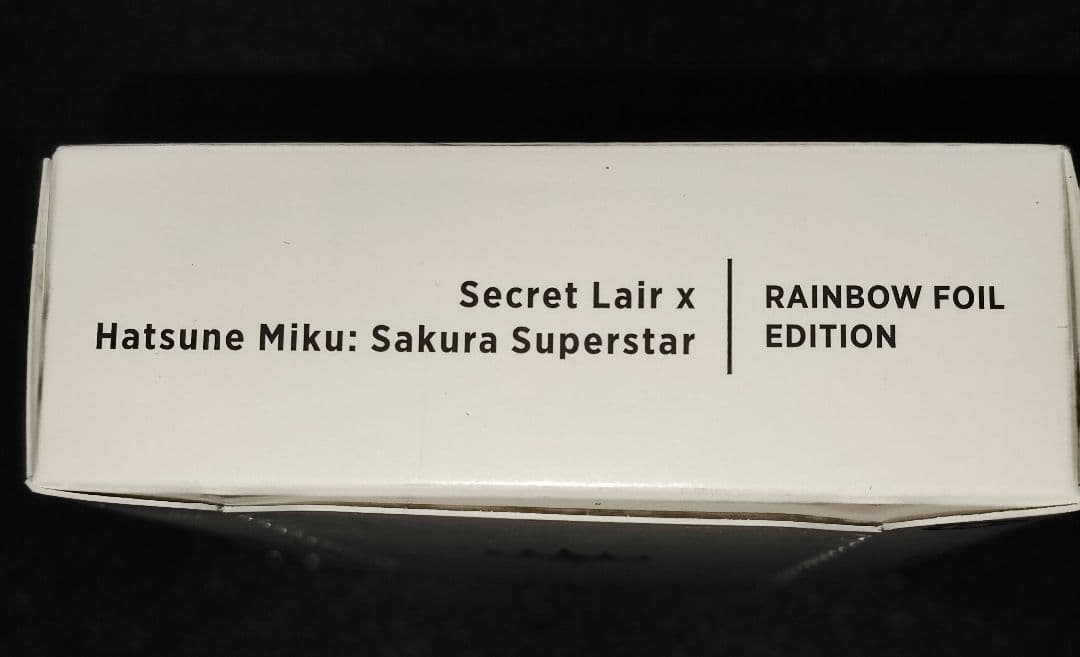 Secret Lair x
Hatsune Miku: Sakura Superstar
RAINBOW FOIL
EDITION